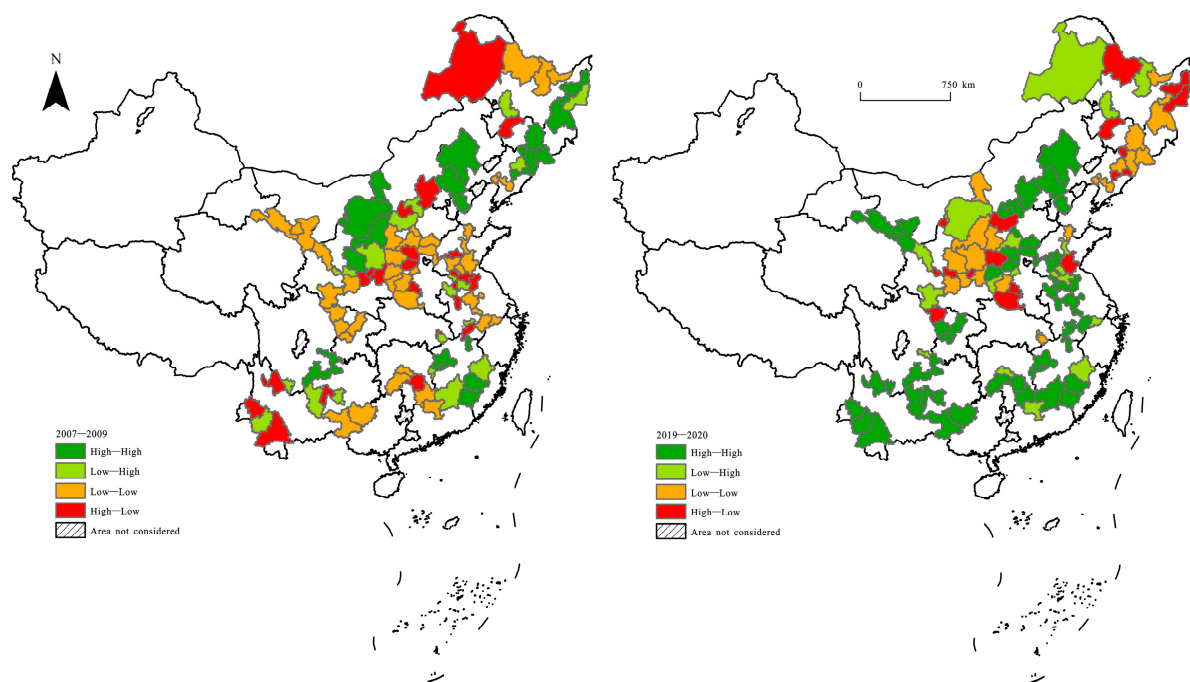 N
0 750 km
2007—2009
High—High
Low—High
Low—Low
High—Low
Area not considered
2019—2020
High—High
Low—High
Low—Low
High—Low
Area not considered